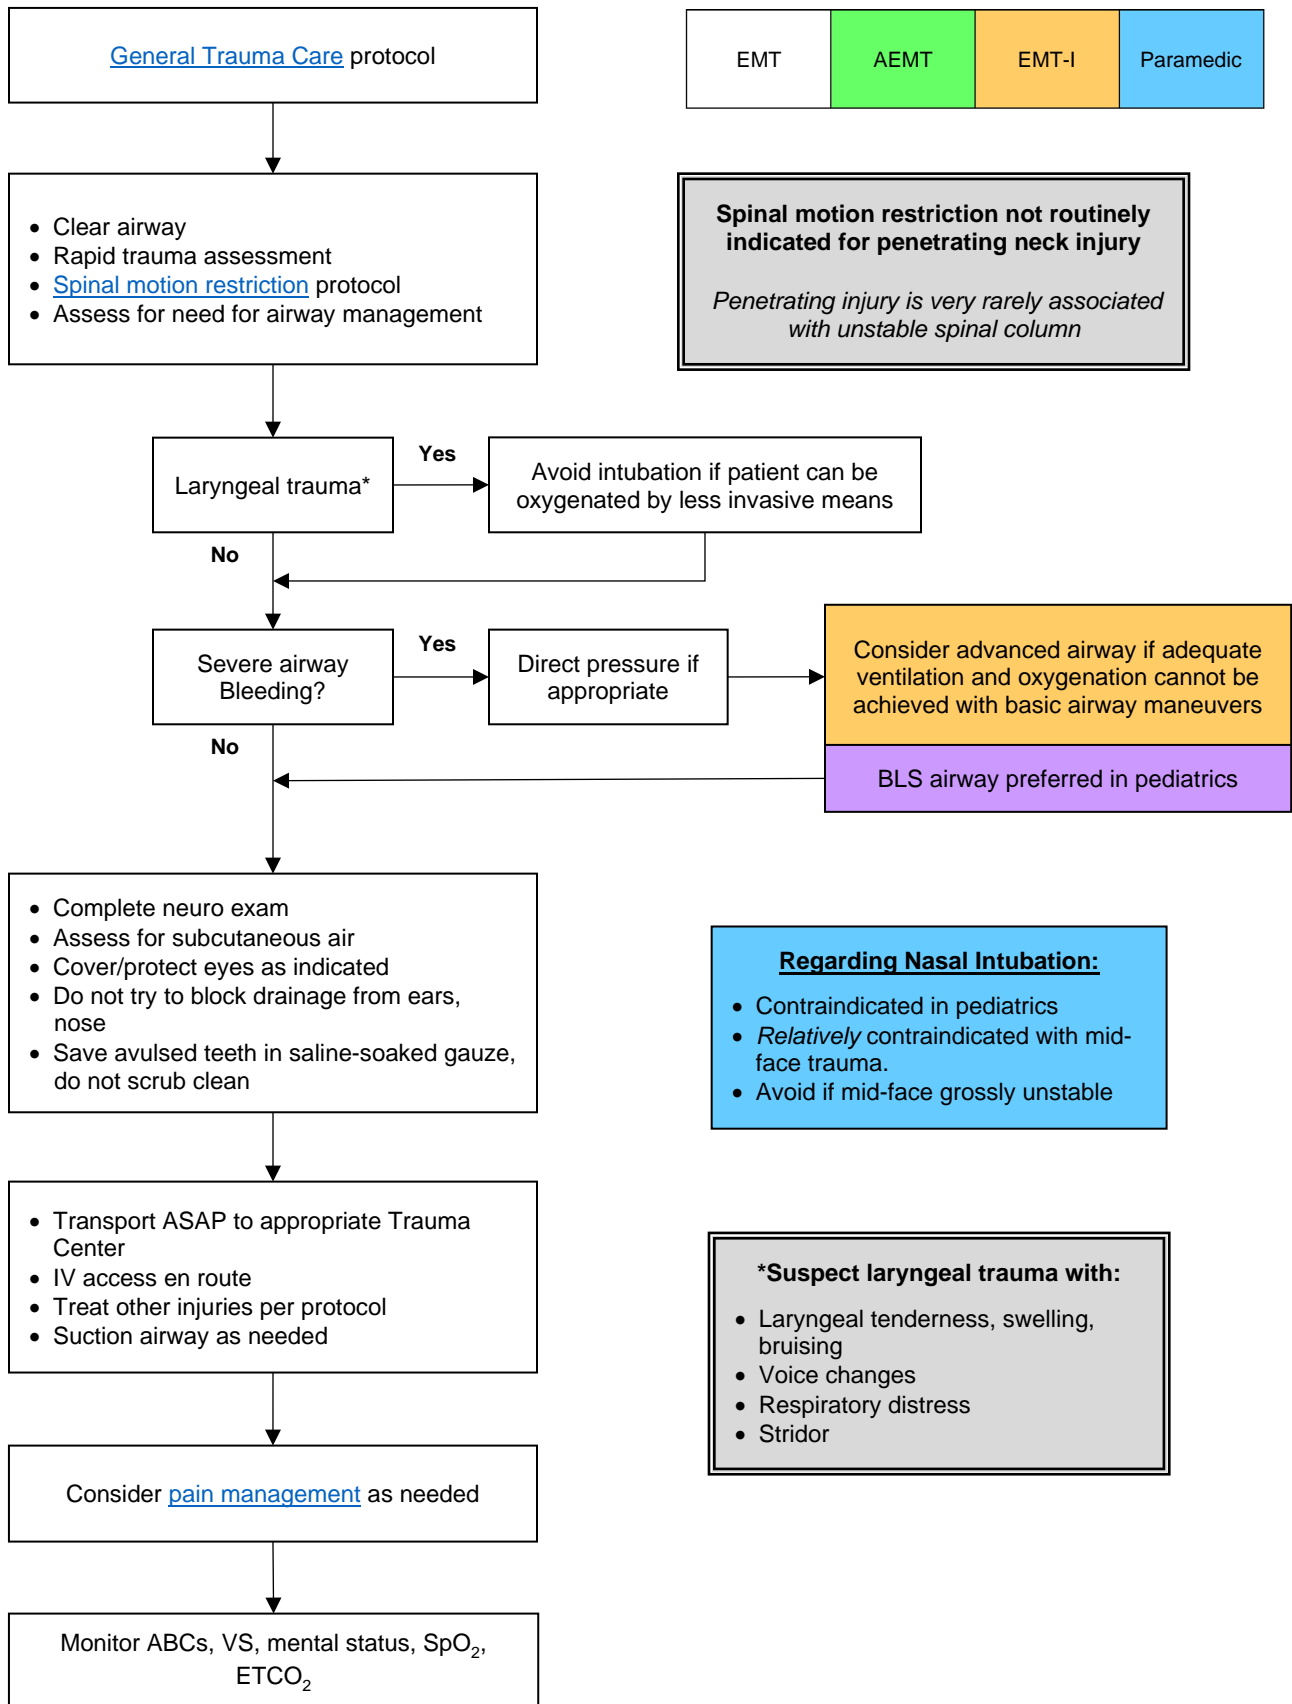 General Trauma Care protocol
EMT
AEMT
EMT-I
Paramedic
• Clear airway
• Rapid trauma assessment
• Spinal motion restriction protocol
• Assess for need for airway management
Spinal motion restriction not routinely
indicated for penetrating neck injury
Penetrating injury is very rarely associated
with unstable spinal column
Laryngeal trauma*
Yes
Avoid intubation if patient can be
oxygenated by less invasive means
No
Severe airway
Bleeding?
Yes
Direct pressure if
appropriate
Consider advanced airway if adequate
ventilation and oxygenation cannot be
achieved with basic airway maneuvers
BLS airway preferred in pediatrics
No
• Complete neuro exam
• Assess for subcutaneous air
• Cover/protect eyes as indicated
• Do not try to block drainage from ears,
nose
• Save avulsed teeth in saline-soaked gauze,
do not scrub clean
Regarding Nasal Intubation:
• Contraindicated in pediatrics
• Relatively contraindicated with mid-
face trauma.
• Avoid if mid-face grossly unstable
• Transport ASAP to appropriate Trauma
Center
• IV access en route
• Treat other injuries per protocol
• Suction airway as needed
*Suspect laryngeal trauma with:
• Laryngeal tenderness, swelling,
bruising
• Voice changes
• Respiratory distress
• Stridor
Consider pain management as needed
Monitor ABCs, VS, mental status, SpO₂,
ETCO₂